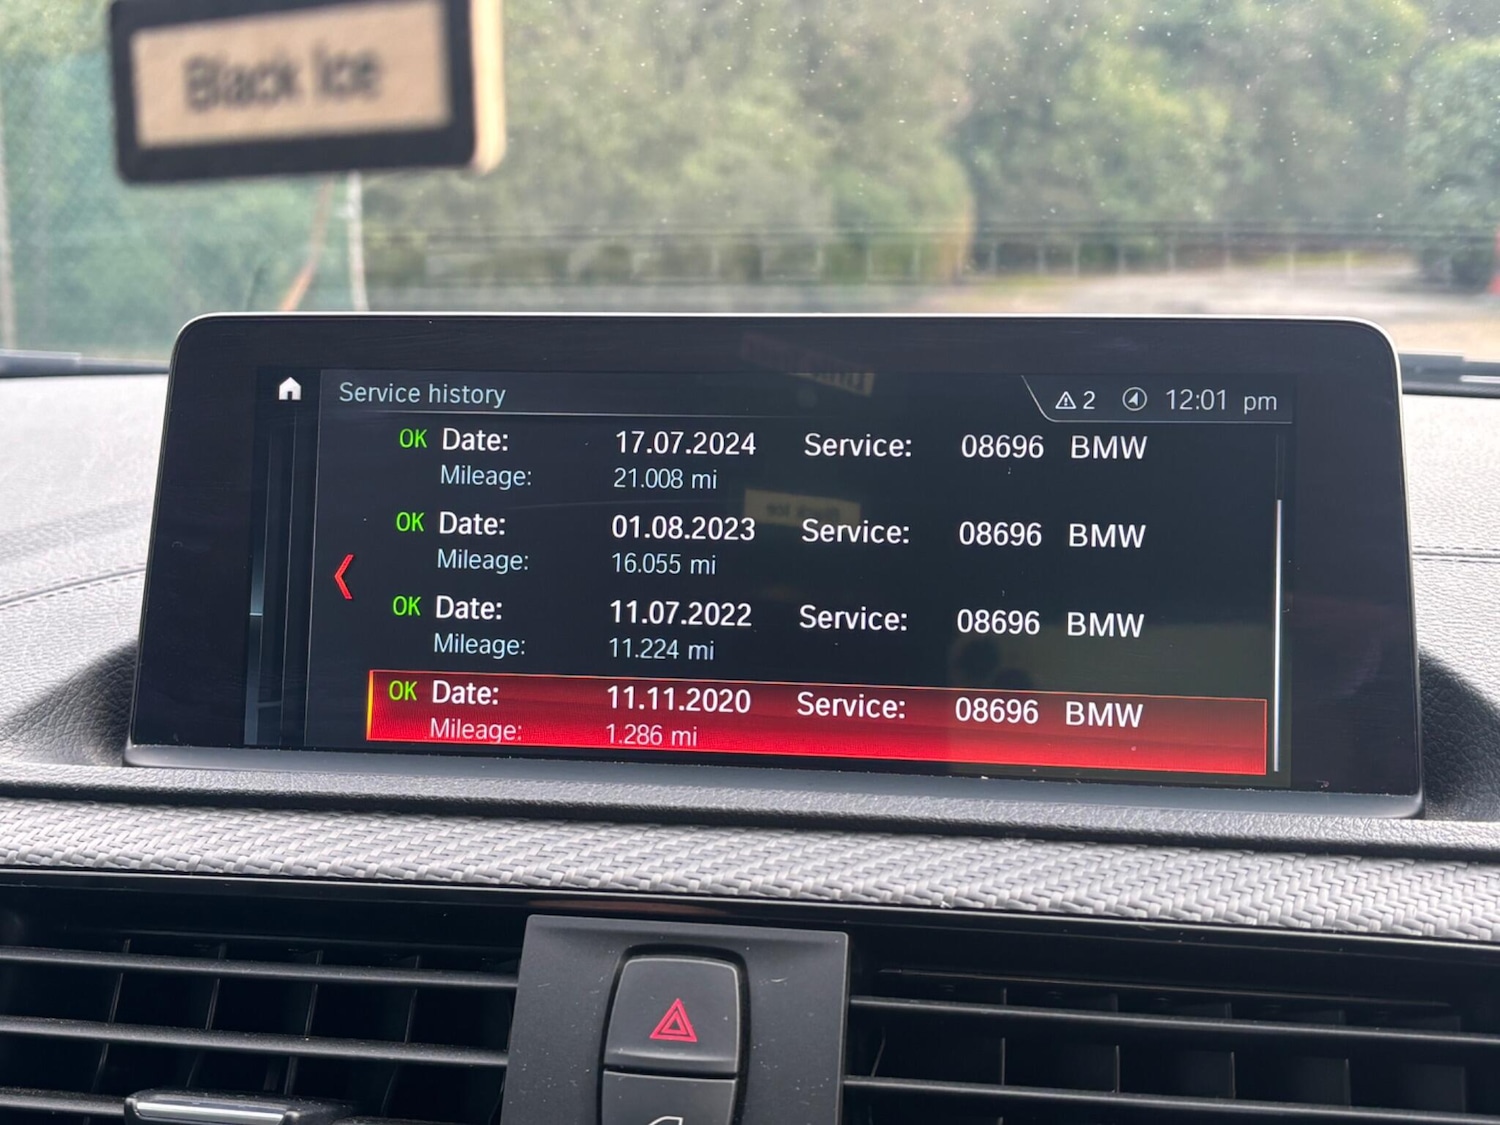 Black Ice
Service history 2 12:01 pm
OK Date: 17.07.2024 Service: 08696 BMW
Mileage: 21.008 mi
OK Date: 01.08.2023 Service: 08696 BMW
Mileage: 16.055 mi
OK Date: 11.07.2022 Service: 08696 BMW
Mileage: 11.224 mi
OK Date: 11.11.2020 Service: 08696 BMW
Mileage: 1.286 mi